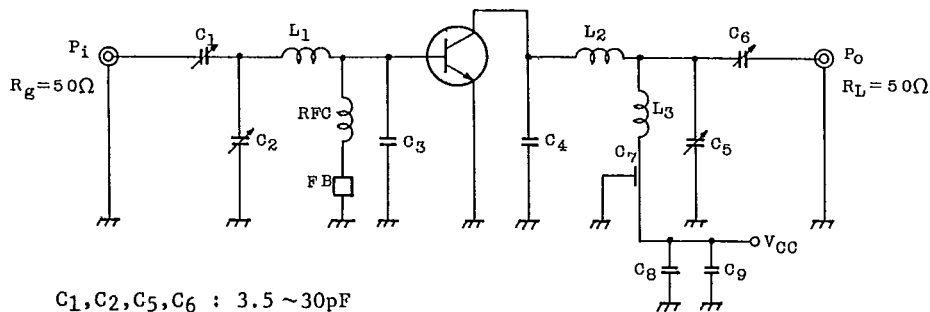 Pi
Rg=50Ω
C1
L1
C2
RFC
FB
C3
C4
L2
L3
C7
C5
C6
Po
RL=50Ω
C8
C9
VCC
C1,C2,C5,C6 : 3.5~30pF